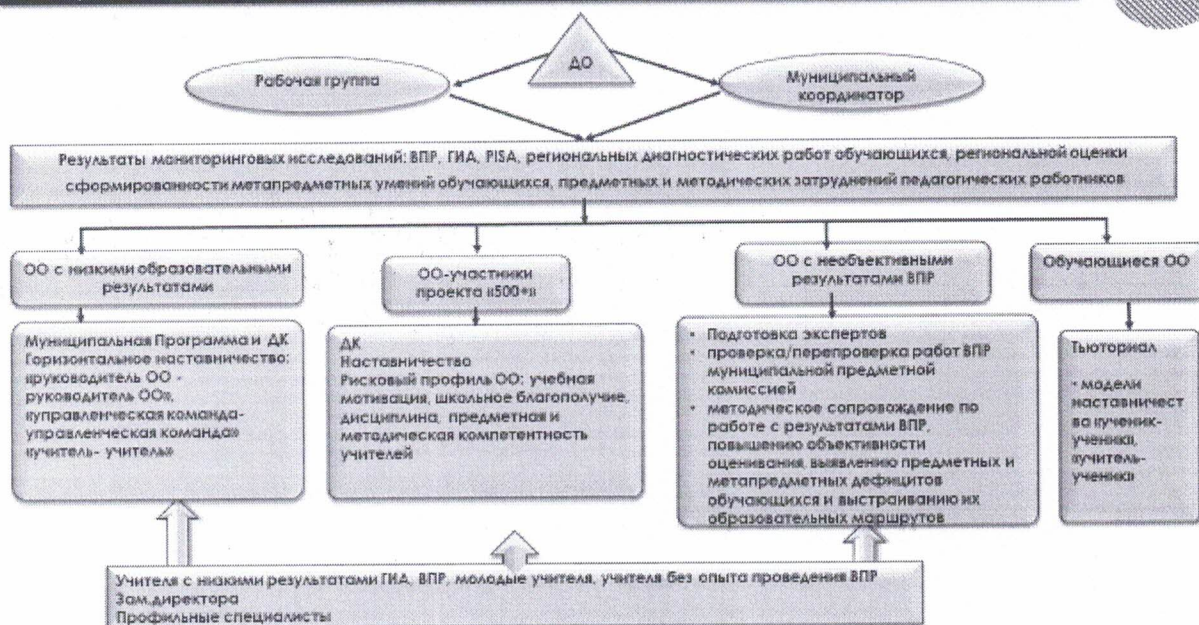 ДО
Рабочая группа
Муниципальный
координатор
Результаты мониторинговых исследований: ВПР, ГИА, PISA, региональных диагностических работ обучающихся, региональной оценки
сформированности метапредметных умений обучающихся, предметных и методических затруднений педагогических работников
ОО с низкими образовательными
результатами
ОО-участники
проекта «500+»
ОО с необъективными
результатами ВПР
Обучающиеся ОО
Муниципальная Программа и ДК
Горизонтальное наставничество:
«руководитель ОО -
руководитель ОО»,
«управленческая команда-
управленческая команда»
«учитель- учитель»
ДК
Наставничество
Рисковый профиль ОО: учебная
мотивация, школьное благополучие,
дисциплина, предметная и
методическая компетентность
учителей
• Подготовка экспертов
• проверка/перепроверка работ ВПР
муниципальной предметной
комиссией
• методическое сопровождение по
работе с результатами ВПР,
повышению объективности
оценивания, выявлению предметных и
метапредметных дефицитов
обучающихся и выстраиванию их
образовательных маршрутов
Тьюториал
• модели
наставничест
ва «ученик-
ученик»,
«учитель-
ученик»
Учителя с низкими результатами ГИА, ВПР, молодые учителя, учителя без опыта проведения ВПР
Зам.директора
Профильные специалисты